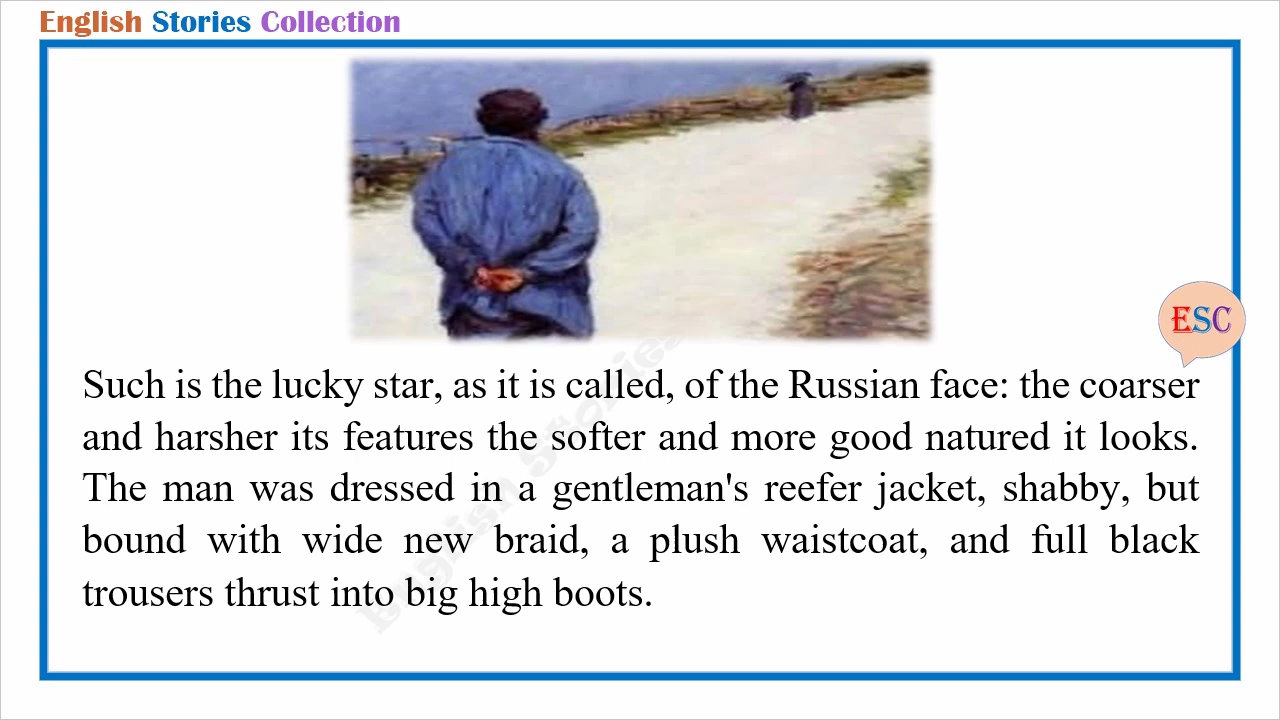 English Stories Collection
ESC
Such is the lucky star, as it is called, of the Russian face: the coarser
and harsher its features the softer and more good natured it looks.
The man was dressed in a gentleman's reefer jacket, shabby, but
bound with wide new braid, a plush waistcoat, and full black
trousers thrust into big high boots.
English Stories